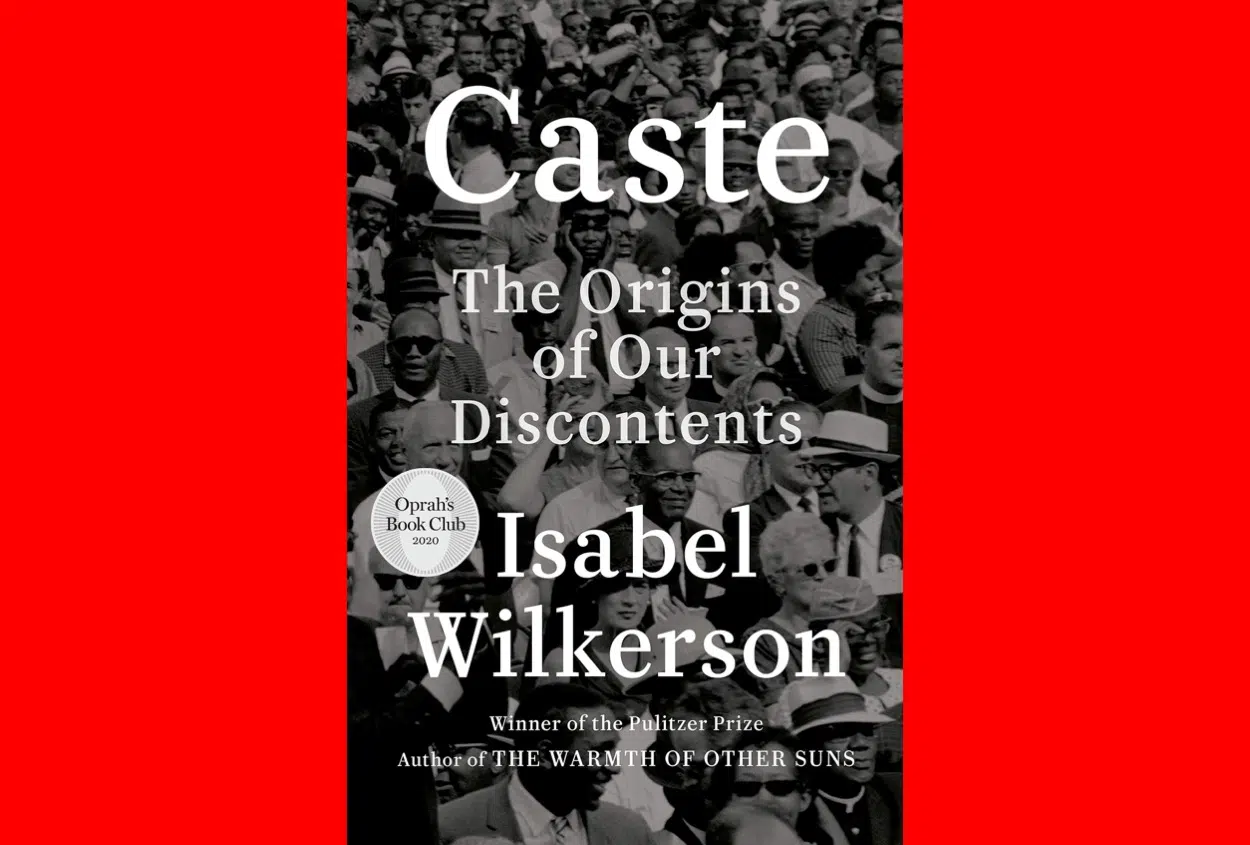 Caste
The Origins
of Our
Discontents
Oprah's
Book Club
2020
Isabel
Wilkerson
Winner of the Pulitzer Prize
Author of THE WARMTH OF OTHER SUNS